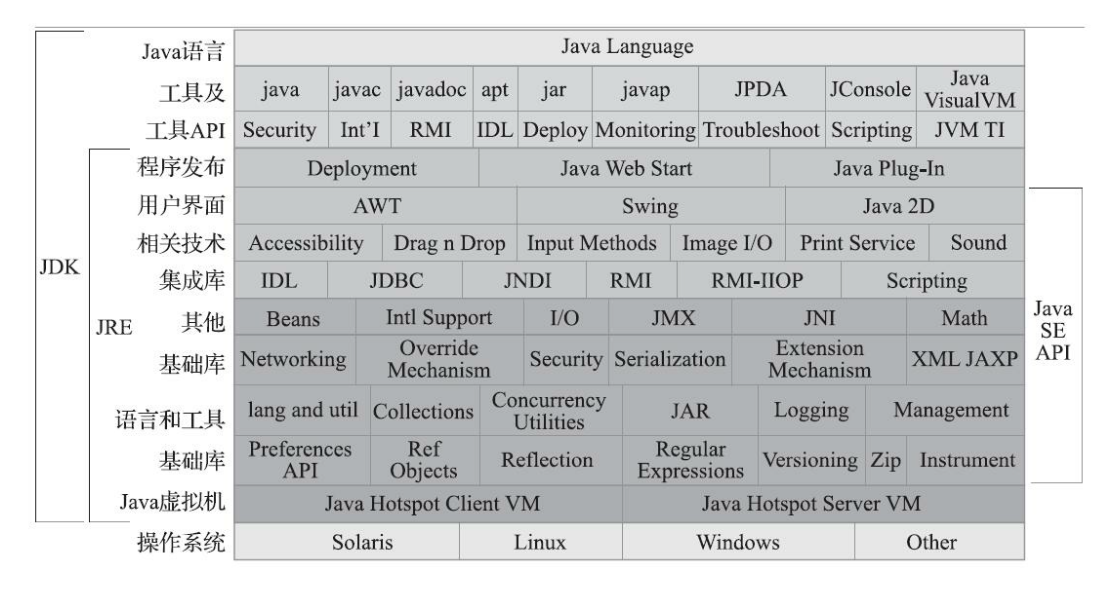 Java语言 Java Language
工具及 java javac javadoc apt jar javap JPDA JConsole Java VisualVM
工具API Security Int'I RMI IDL Deploy Monitoring Troubleshoot Scripting JVM TI
程序发布 Deployment Java Web Start Java Plug-In
用户界面 AWT Swing Java 2D
相关技术 Accessibility Drag n Drop Input Methods Image I/O Print Service Sound
JDK
集成库 IDL JDBC JNDI RMI RMI-IIOP Scripting
JRE
其他 Beans Intl Support I/O JMX JNI Math
Java
SE
API
基础库 Networking Override Mechanism Security Serialization Extension Mechanism XML JAXP
语言和工具 lang and util Collections Concurrency Utilities JAR Logging Management
基础库 Preferences API Ref Objects Reflection Regular Expressions Versioning Zip Instrument
Java虚拟机 Java Hotspot Client VM Java Hotspot Server VM
操作系统 Solaris Linux Windows Other